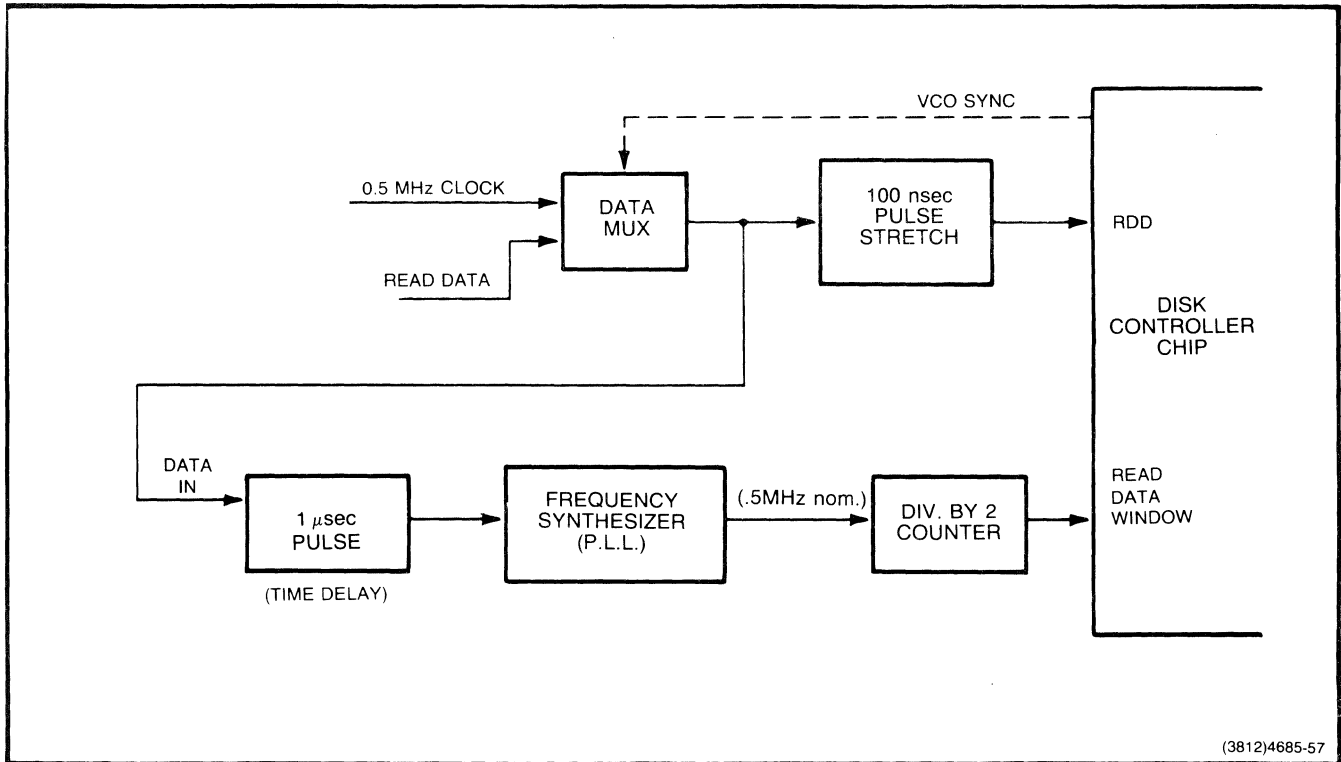 VCO SYNC
0.5 MHz CLOCK
DATA
MUX
100 nsec
PULSE
STRETCH
RDD
READ DATA
DISK
CONTROLLER
CHIP
DATA
IN
1 µsec
PULSE
(TIME DELAY)
FREQUENCY
SYNTHESIZER
(P.L.L.)
(.5MHz nom.)
DIV. BY 2
COUNTER
READ
DATA
WINDOW
(3812)4685-57